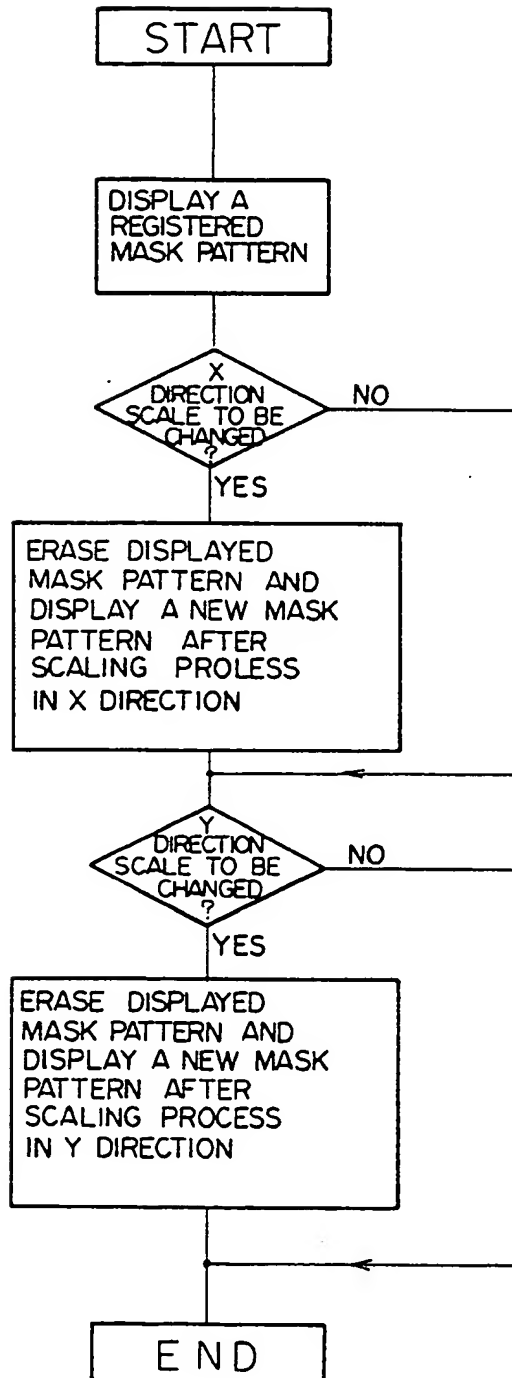 START
DISPLAY A
REGISTERED
MASK PATTERN
X
DIRECTION
SCALE TO BE
CHANGED
?
NO
YES
ERASE DISPLAYED
MASK PATTERN AND
DISPLAY A NEW MASK
PATTERN AFTER
SCALING PROLESS
IN X DIRECTION
Y
DIRECTION
SCALE TO BE
CHANGED
?
NO
YES
ERASE DISPLAYED
MASK PATTERN AND
DISPLAY A NEW MASK
PATTERN AFTER
SCALING PROCESS
IN Y DIRECTION
END